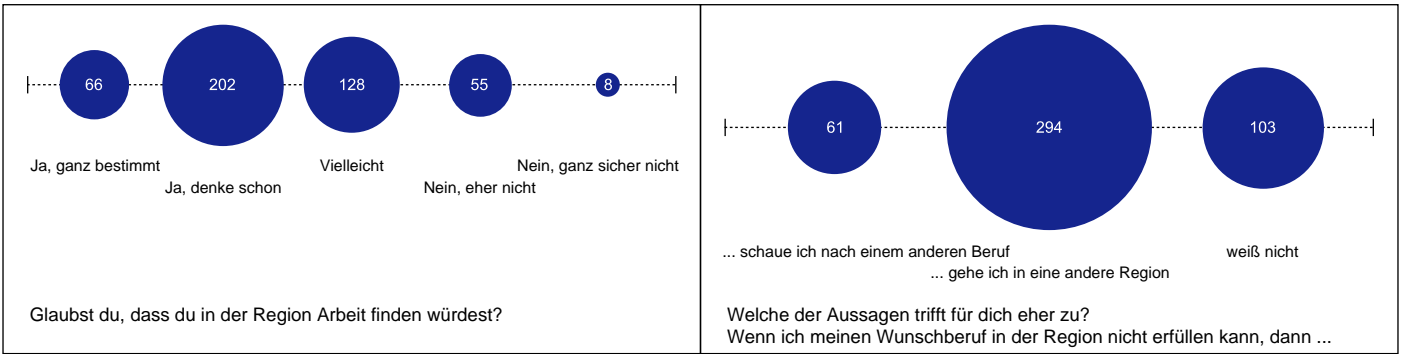 66
202
128
55
8
Ja, ganz bestimmt
Vielleicht
Nein, ganz sicher nicht
Ja, denke schon
Nein, eher nicht
Glaubst du, dass du in der Region Arbeit finden würdest?
61
294
103
... schaue ich nach einem anderen Beruf
weiß nicht
... gehe ich in eine andere Region
Welche der Aussagen trifft für dich eher zu?
Wenn ich meinen Wunschberuf in der Region nicht erfüllen kann, dann ...